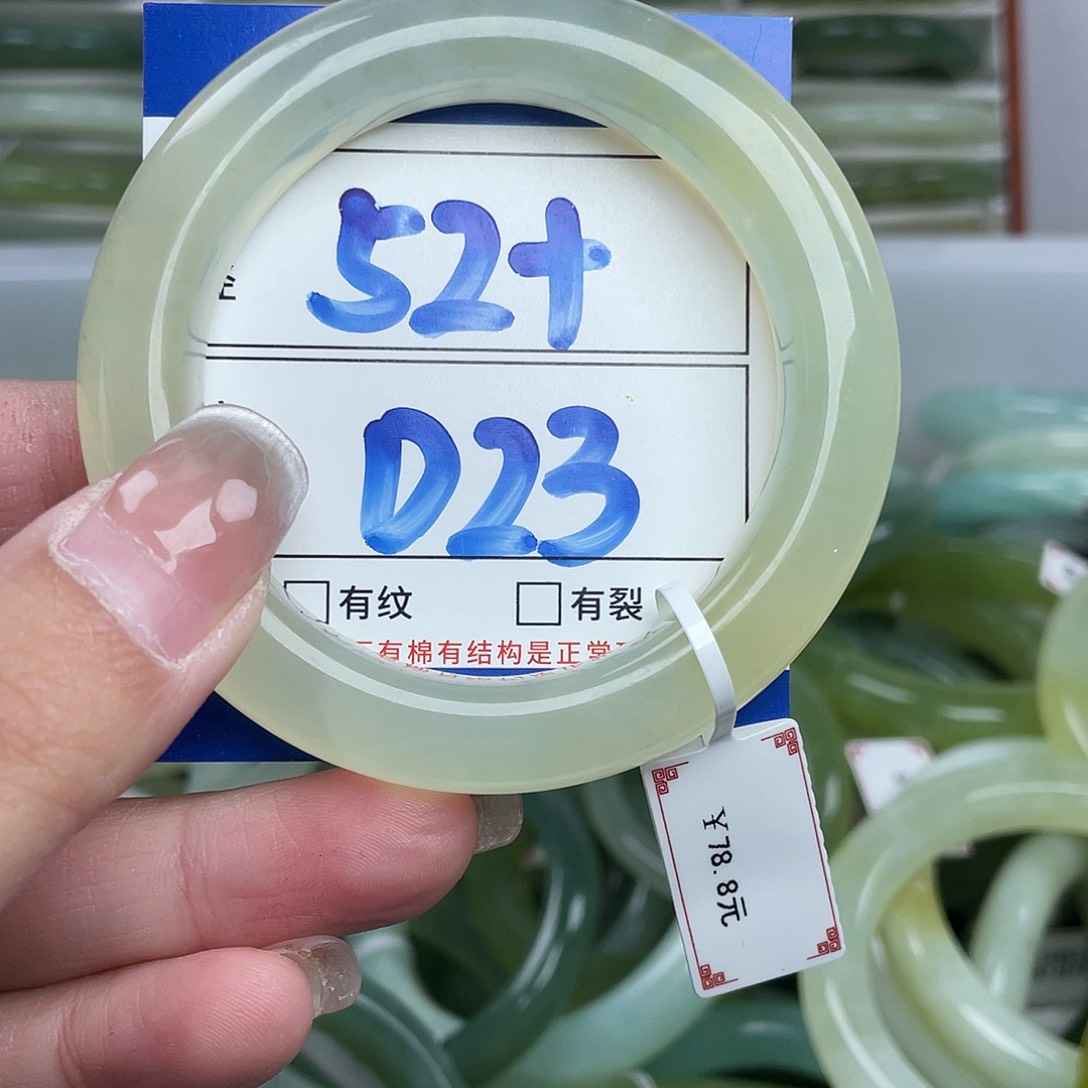 52+
D23
有纹 有裂
有棉有结构是正常
￥78.8元